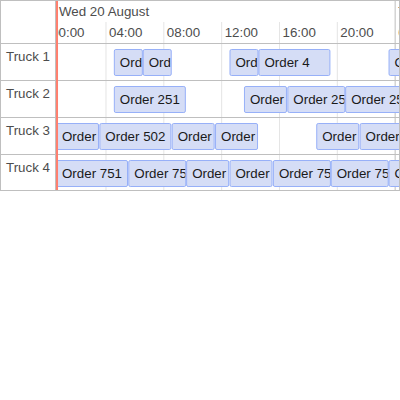 Wed 20 August
0:00 04:00 08:00 12:00 16:00 20:00
Truck 1 Ord Ord Ord Order 4
Truck 2 Order 251 Order Order 25 Order 25
Truck 3 Order Order 502 Order Order Order Order
Truck 4 Order 751 Order 75 Order Order Order 75 Order 75